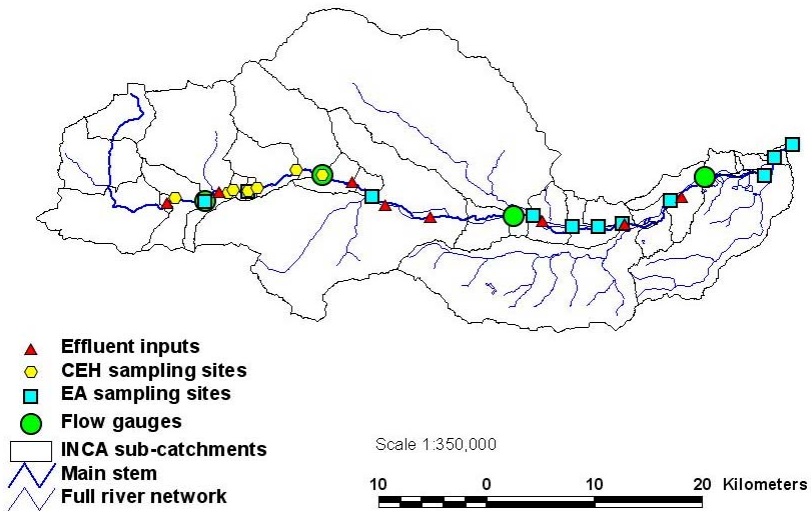 Effluent inputs
CEH sampling sites
EA sampling sites
Flow gauges
INCA sub-catchments
Main stem
Full river network
Scale 1:350,000
10 0 10 20 Kilometers